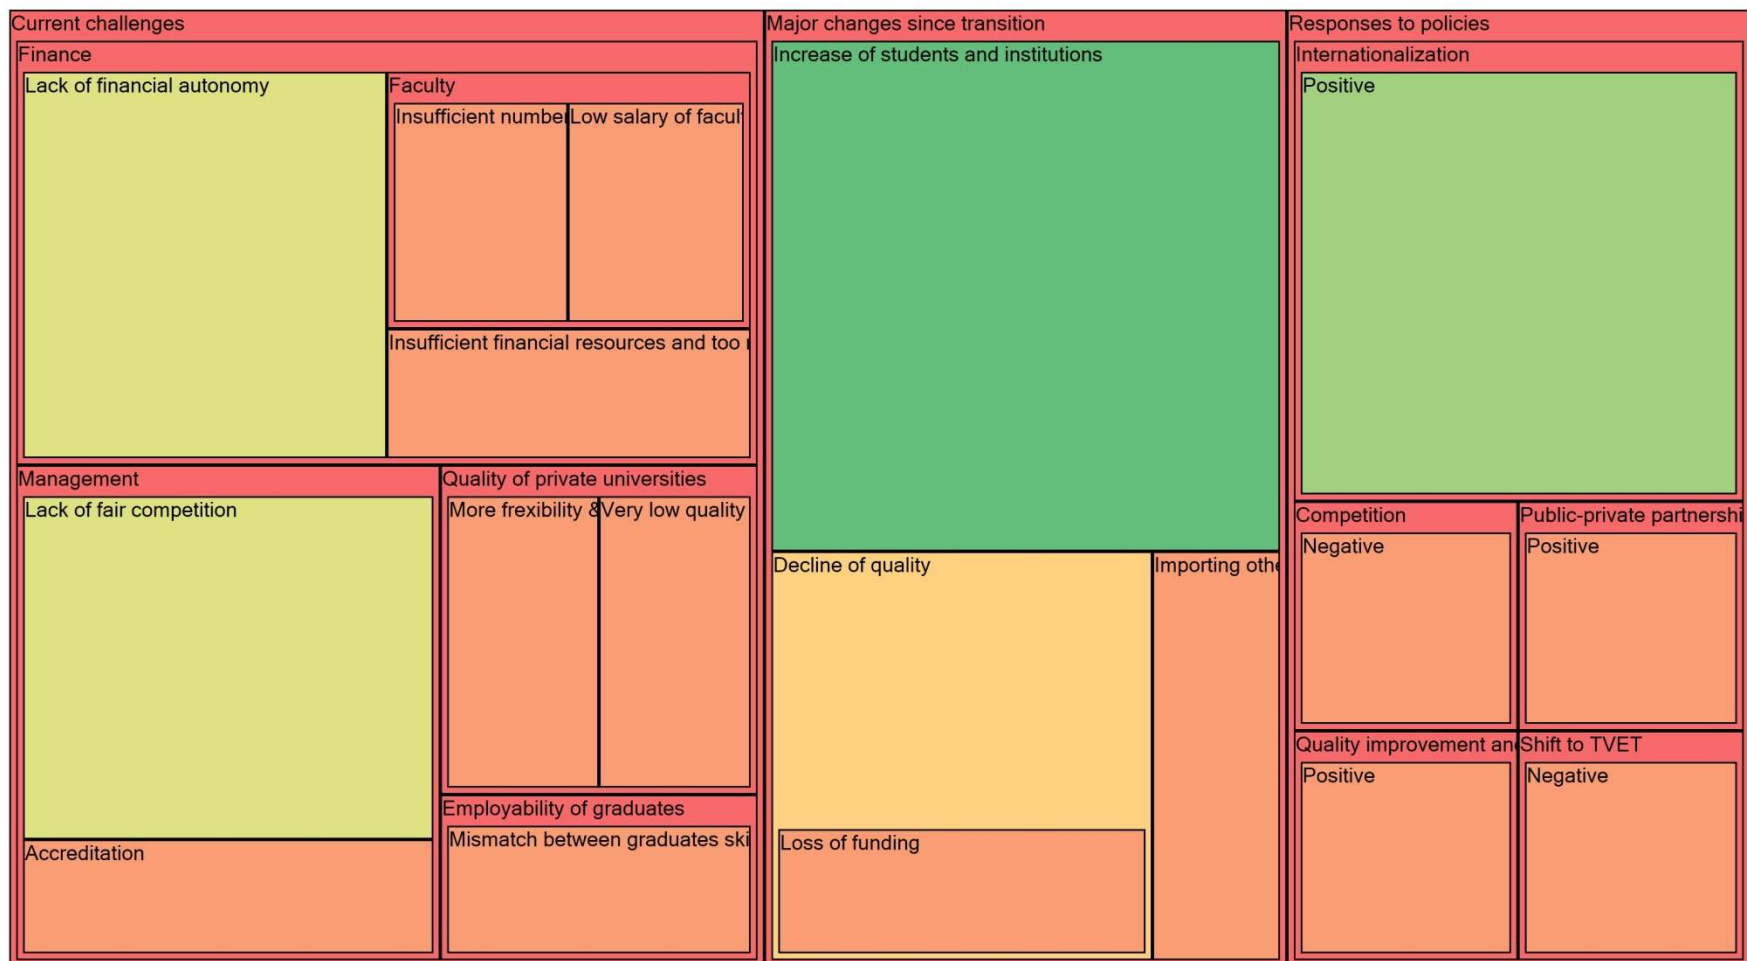 Current challenges
Finance
Lack of financial autonomy
Faculty
Insufficient number
Low salary of facul
Insufficient financial resources and too
Management
Lack of fair competition
Accreditation
Quality of private universities
More frexibility &
Very low quality
Employability of graduates
Mismatch between graduates ski
Major changes since transition
Increase of students and institutions
Decline of quality
Loss of funding
Importing othe
Responses to policies
Internationalization
Positive
Competition
Negative
Public-private partnershi
Positive
Quality improvement an
Positive
Shift to TVET
Negative